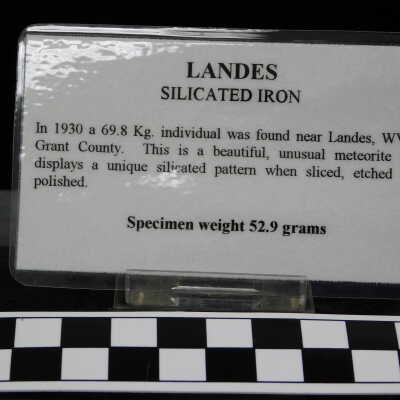 LANDES
SILICATED IRON
In 1930 a 69.8 Kg. individual was found near Landes, WV
Grant County. This is a beautiful, unusual meteorite
displays a unique silicated pattern when sliced, etched
polished.
Specimen weight 52.9 grams